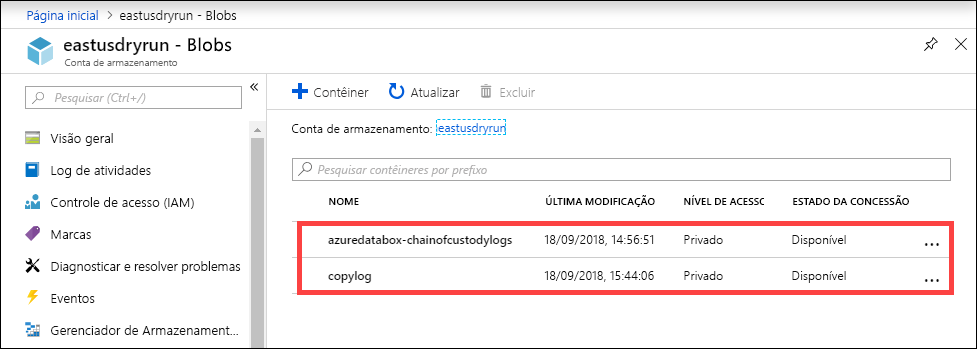 Página inicial > eastusdryrun - Blobs
eastusdryrun - Blobs
Conta de armazenamento
Pesquisar (Ctrl+/)
Visão geral
Log de atividades
Controle de acesso (IAM)
Marcas
Diagnosticar e resolver problemas
Eventos
Gerenciador de Armazenament...
Contêiner Atualizar Excluir
Conta de armazenamento: eastusdryrun
Pesquisar contêineres por prefixo
NOME ÚLTIMA MODIFICAÇÃO NÍVEL DE ACESSO ESTADO DA CONCESSÃO
azuredatabox-chainofcustodylogs 18/09/2018, 14:56:51 Privado Disponível ...
copylog 18/09/2018, 15:44:06 Privado Disponível ...